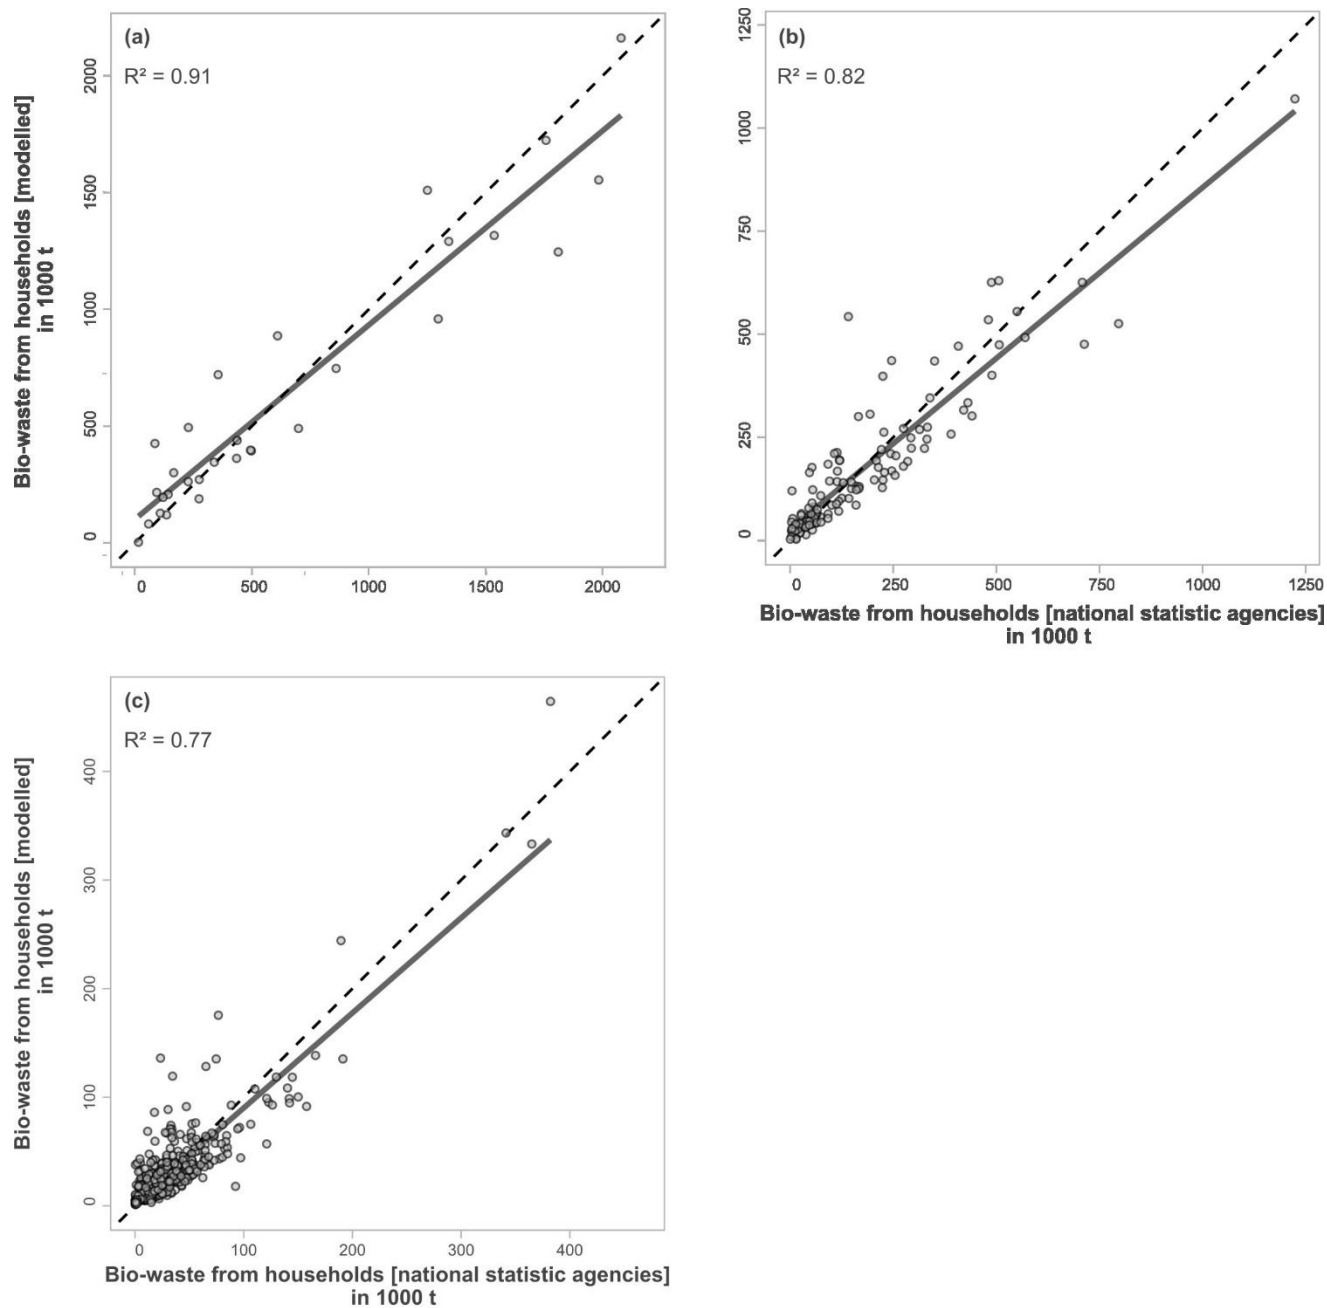 (a)
R² = 0.91
Bio-waste from households [modelled]
in 1000 t
2000
1500
1000
500
0
0 500 1000 1500 2000
(b)
R² = 0.82
1250
1000
750
500
250
0
0 250 500 750 1000 1250
Bio-waste from households [national statistic agencies]
in 1000 t
(c)
R² = 0.77
Bio-waste from households [modelled]
in 1000 t
400
300
200
100
0
0 100 200 300 400
Bio-waste from households [national statistic agencies]
in 1000 t